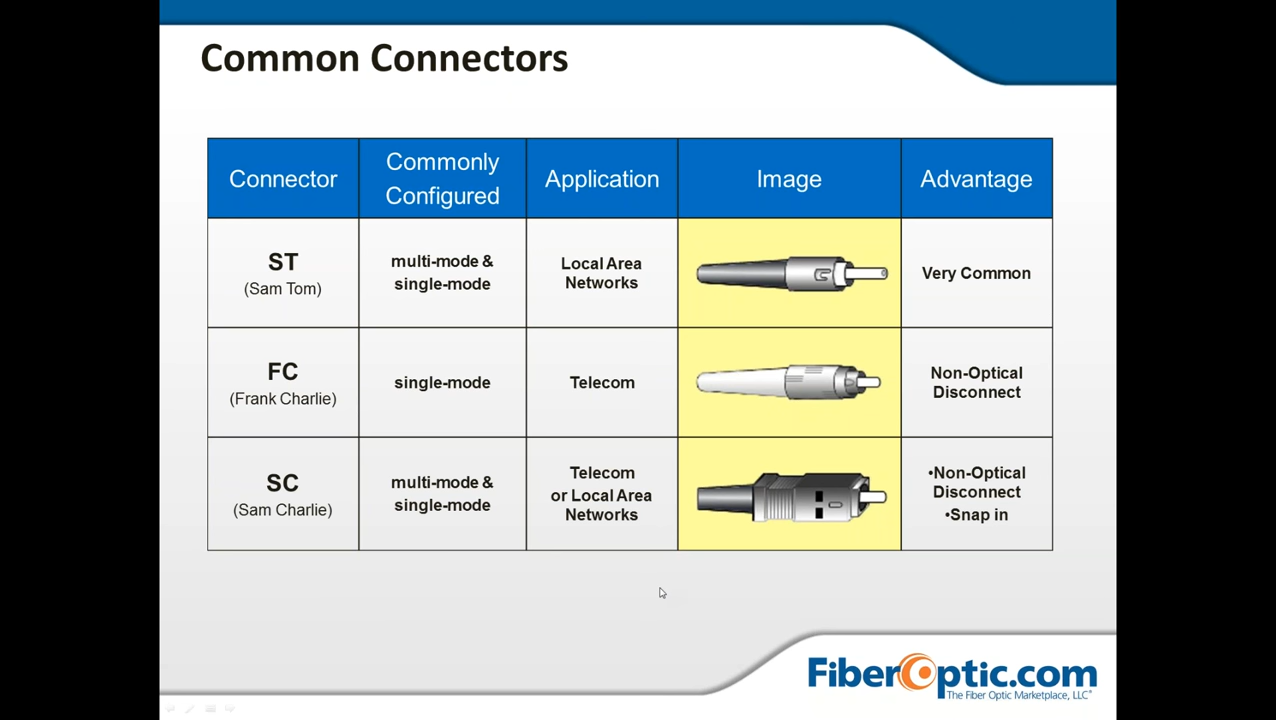 Common Connectors
Connector
Commonly
Configured
Application
Image
Advantage
ST
(Sam Tom)
multi-mode &
single-mode
Local Area
Networks
Very Common
FC
(Frank Charlie)
single-mode
Telecom
Non-Optical
Disconnect
SC
(Sam Charlie)
multi-mode &
single-mode
Telecom
or Local Area
Networks
•Non-Optical
Disconnect
•Snap in
FiberOptic.com
The Fiber Optic Marketplace, LLC®